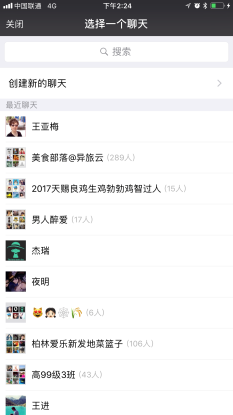 中国联通 4G 下午2:24
关闭 选择一个聊天
搜索
创建新的聊天
最近聊天
王亚梅
美食部落@异旅云 (289人)
2017天赐良鸡生鸡勃勃鸡智过人 (15人)
男人醉爱 (17人)
杰瑞
夜明
😻👧🏻🕸🌾 (6人)
柏林爱乐新发地菜篮子 (106人)
高99级3班 (43人)
王进